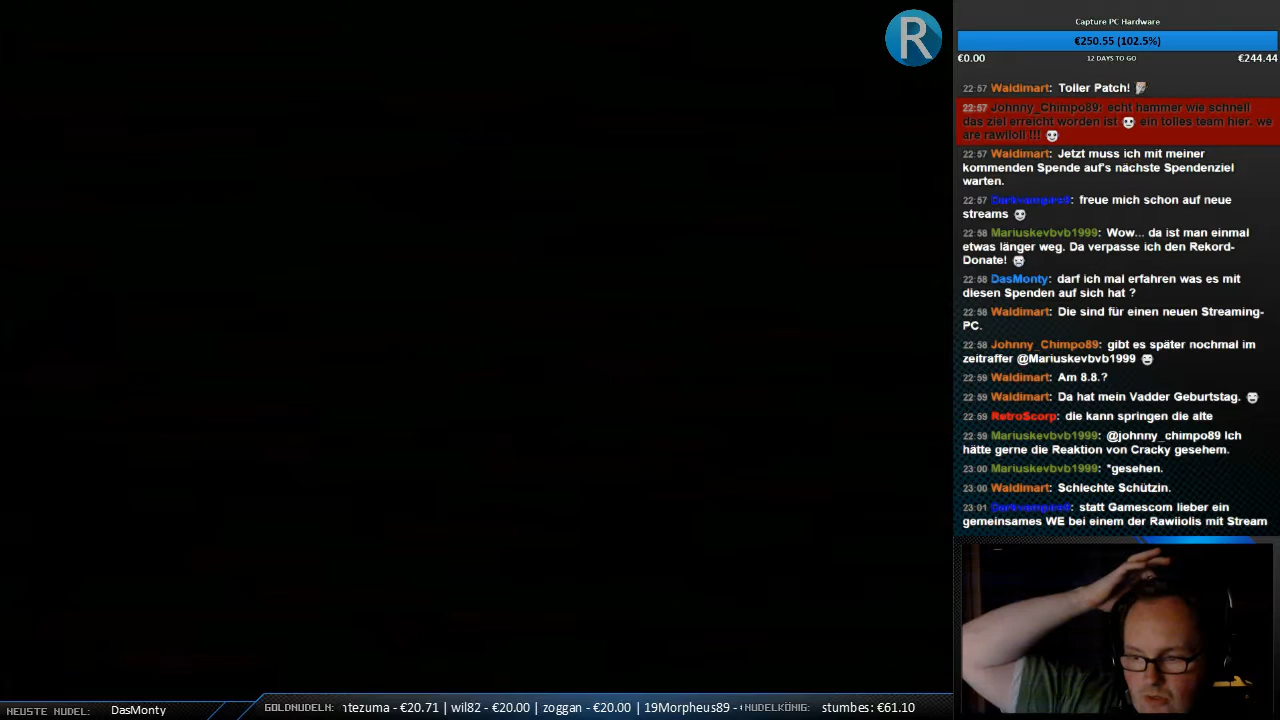 R
Capture PC Hardware
€250.55 (102.5%)
€0.00 12 DAYS TO GO €244.44
22:57 Waldimart: Toller Patch!
22:57 Johnny_Chimpo89: echt hammer wie schnell
das ziel erreicht worden ist ein tolles team hier. we
are rawiioli !!!
22:57 Waldimart: Jetzt muss ich mit meiner
kommenden Spende auf's nächste Spendenziel
warten.
22:57 freue mich schon auf neue
streams
22:58 Mariuskevbvb1999: Wow... da ist man einmal
etwas länger weg. Da verpasse ich den Rekord-
Donate!
22:58 DasMonty: darf ich mal erfahren was es mit
diesen Spenden auf sich hat ?
22:58 Waldimart: Die sind für einen neuen Streaming-
PC.
22:58 Johnny_Chimpo89: gibt es später nochmal im
zeitraffer @Mariuskevbvb1999
22:59 Waldimart: Am 8.8.?
22:59 Waldimart: Da hat mein Vadder Geburtstag.
22:59 RetroScorp: die kann springen die alte
22:59 Mariuskevbvb1999: @johnny_chimpo89 Ich
hätte gerne die Reaktion von Cracky gesehem.
23:00 Mariuskevbvb1999: *gesehen.
23:00 Waldimart: Schlechte Schützin.
23:01 statt Gamescom lieber ein
gemeinsames WE bei einem der Rawiiolis mit Stream
NEUSTE NUDEL: DasMonty
GOLDNUDELN: ntezuma - €20.71 | wil82 - €20.00 | zoggan - €20.00 | 19Morpheus89 -
NUDELKÖNIG: stumbes: €61.10